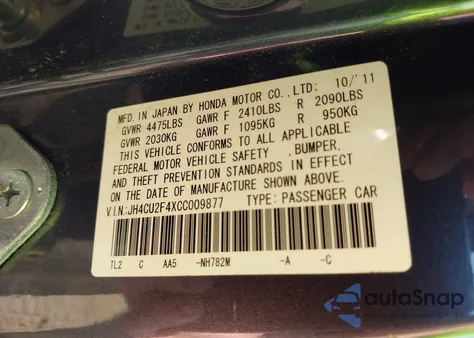 MFD. IN JAPAN BY HONDA MOTOR CO.,LTD; 10/'11
GVWR 4475LBS GAWR F 2410LBS R 2090LBS
GVWR 2030KG GAWR F 1095KG R 950KG
THIS VEHICLE CONFORMS TO ALL APPLICABLE
FEDERAL MOTOR VEHICLE SAFETY ,BUMPER,
AND THEFT PREVENTION STANDARDS IN EFFECT
ON THE DATE OF MANUFACTURE SHOWN ABOVE.
V.I.N:JH4CU2F4XCC009877 TYPE: PASSENGER CAR
TL2 C AA5 -NH782M -A -C
autoSnap